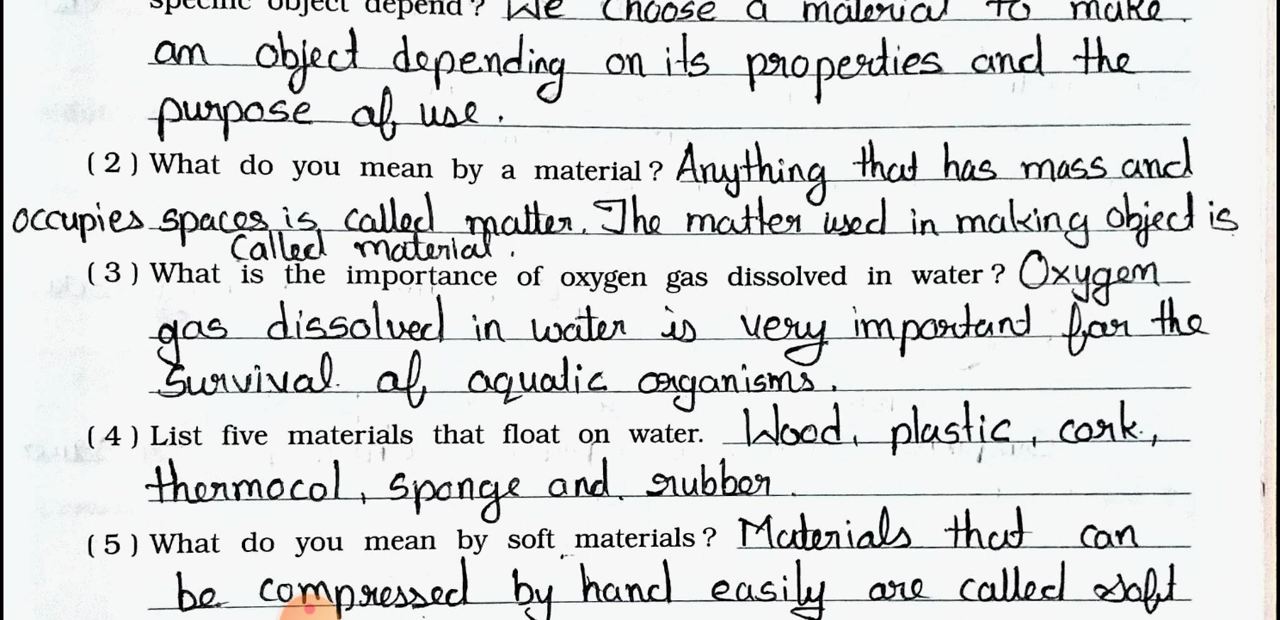 specific object depend? We choose a material to make
an object depending on its properties and the
purpose of use.
(2) What do you mean by a material? Anything that has mass and
occupies spaces is called matter. The matter used in making object is
called material.
(3) What is the importance of oxygen gas dissolved in water? Oxygen
gas dissolved in water is very important for the
survival of aquatic organisms.
(4) List five materials that float on water. Wood, plastic, cork,
thermocol, sponge and rubber
(5) What do you mean by soft materials? Materials that can
be compressed by hand easily are called soft